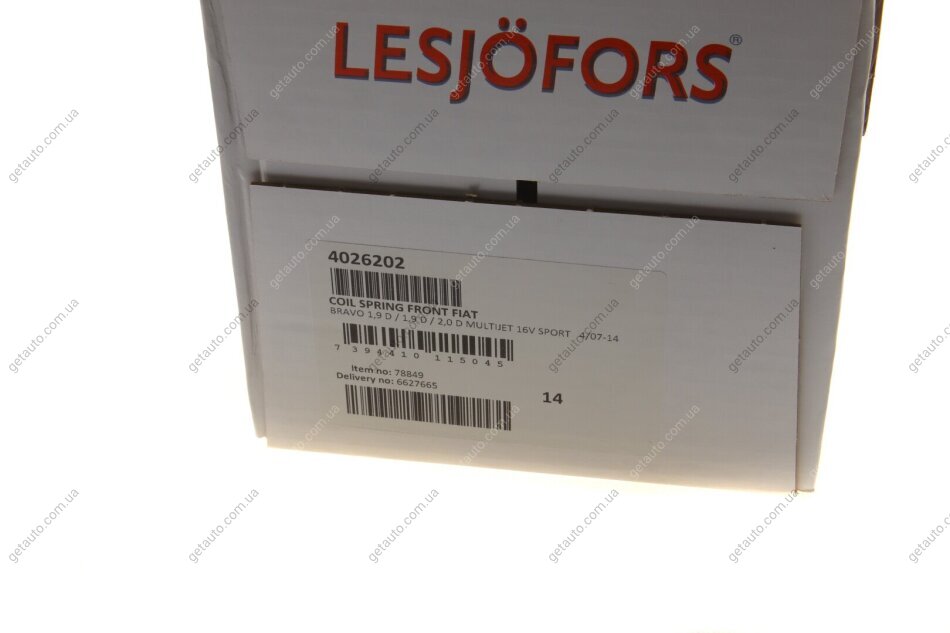 LESJÖFORS®
4026202
COIL SPRING FRONT FIAT
BRAVO 1,9 D / 1,9 D / 2,0 D MULTIJET 16V SPORT 4/07-14
7 394410 115045
Item no: 78849
Delivery no: 6627665
14
getauto.com.ua